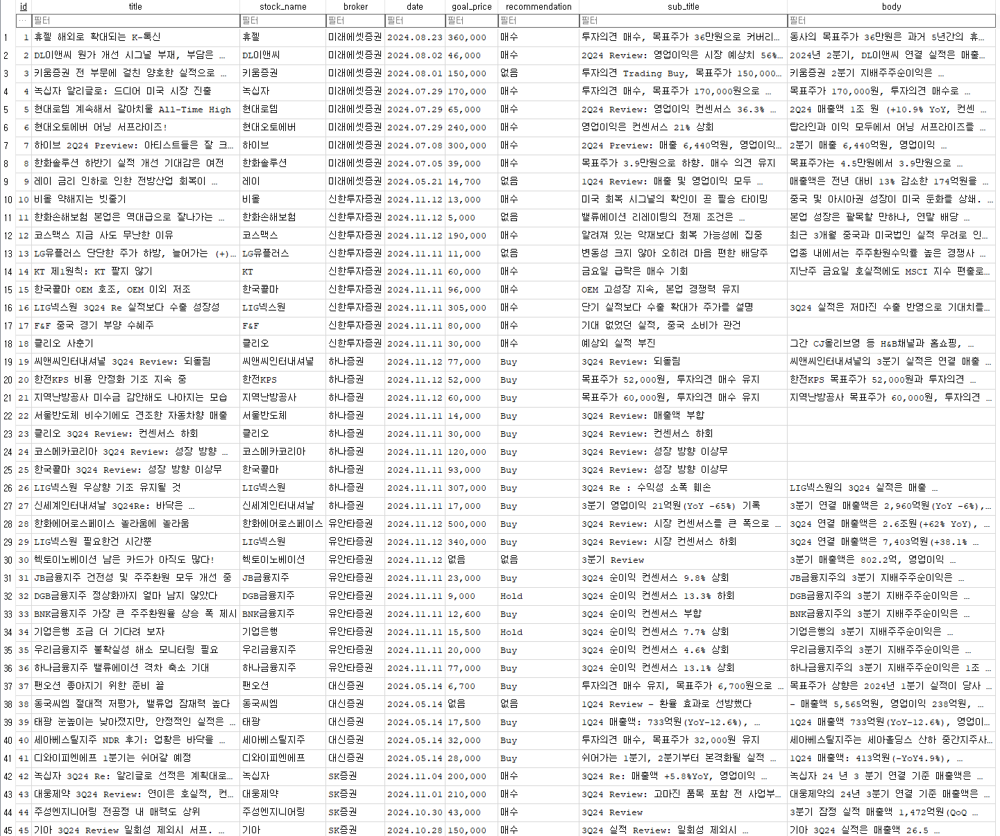 id title stock_name broker date goal_price recommendation sub_title body
… 필터 필터 필터 필터 필터 필터 필터 필터
1 1 휴젤 해외로 확대되는 K-톡신 휴젤 미래에셋증권 2024.08.23 360,000 매수 투자의견 매수, 목표주가 36만원으로 커버리… 동사의 목표주가 36만원은 과거 5년간의 휴…
2 2 DL이앤씨 원가 개선 시그널 부재, 부담은 … DL이앤씨 미래에셋증권 2024.08.02 46,000 매수 2Q24 Review: 영업이익은 시장 예상치 56%… 2024년 2분기, DL이앤씨 연결 실적은 매출…
3 3 키움증권 전 부문에 걸친 양호한 실적으로 … 키움증권 미래에셋증권 2024.08.01 150,000 없음 투자의견 Trading Buy, 목표주가 150,000… 키움증권 2분기 지배주주순이익은 …
4 4 녹십자 알리글로: 드디어 미국 시장 진출 녹십자 미래에셋증권 2024.07.29 170,000 매수 투자의견 매수, 목표주가 170,000원으로 … 목표주가 170,000원, 투자의견 매수로 …
5 5 현대로템 계속해서 갈아치울 All-Time High 현대로템 미래에셋증권 2024.07.29 65,000 매수 2Q24 Review: 영업이익 컨센서스 36.3% … 2Q24 매출액 1조 원 (+10.9% YoY, 컨센 …
6 6 현대오토에버 어닝 서프라이즈! 현대오토에버 미래에셋증권 2024.07.29 240,000 매수 영업이익은 컨센서스 21% 상회 탑라인과 이익 모두에서 어닝 서프라이즈를 …
7 7 하이브 2Q24 Preview: 아티스트들은 잘 크… 하이브 미래에셋증권 2024.07.08 300,000 매수 2Q24 Preview: 매출 6,440억원, 영업이익… 2분기 매출 6,440억원, 영업이익 …
8 8 한화솔루션 하반기 실적 개선 기대감은 여전 한화솔루션 미래에셋증권 2024.07.05 39,000 매수 목표주가 3.9만원으로 하향. 매수 의견 유지 목표주가는 4.5만원에서 3.9만원으로 …
9 9 레이 금리 인하로 인한 전방산업 회복이 … 레이 미래에셋증권 2024.05.21 14,700 없음 1Q24 Review: 매출 및 영업이익 모두 … 매출액은 전년 대비 13% 감소한 174억원을 …
10 10 비올 약해지는 빗줄기 비올 신한투자증권 2024.11.12 13,000 매수 미국 회복 시그널의 확인이 곧 필승 타이밍 중국 및 아시아권 성장이 미국 둔화를 상쇄. …
11 11 한화손해보험 본업은 역대급으로 잘나가는 … 한화손해보험 신한투자증권 2024.11.12 5,000 없음 밸류에이션 리레이팅의 전제 조건은 … 본업 성장은 괄목할 만하나, 연말 배당 …
12 12 코스맥스 지금 사도 무난한 이유 코스맥스 신한투자증권 2024.11.12 190,000 매수 알려져 있는 악재보다 회복 가능성에 집중 최근 3개월 중국과 미국법인 실적 우려로 인…
13 13 LG유플러스 단단한 주가 하방, 늘어가는 (+)… LG유플러스 신한투자증권 2024.11.11 11,000 없음 변동성 크지 않아 오히려 마음 편한 배당주 업종 내에서는 주주환원수익률 높은 경쟁사 …
14 14 KT 제1원칙: KT 팔지 않기 KT 신한투자증권 2024.11.11 60,000 매수 금요일 급락은 매수 기회 지난주 금요일 호실적에도 MSCI 지수 편출로…
15 15 한국콜마 OEM 호조, OEM 이외 저조 한국콜마 신한투자증권 2024.11.11 96,000 매수 OEM 고성장 지속, 본업 경쟁력 유지
16 16 LIG넥스원 3Q24 Re 실적보다 수출 성장성 LIG넥스원 신한투자증권 2024.11.11 305,000 매수 단기 실적보다 수출 확대가 주가를 설명 3Q24 실적은 저마진 수출 반영으로 기대치를…
17 17 F&F 중국 경기 부양 수혜주 F&F 신한투자증권 2024.11.11 80,000 매수 기대 없었던 실적, 중국 소비가 관건
18 18 클리오 사춘기 클리오 신한투자증권 2024.11.11 30,000 매수 예상외 실적 부진 그간 CJ올리브영 등 H&B채널과 홈쇼핑, …
19 19 씨앤씨인터내셔널 3Q24 Review: 되돌림 씨앤씨인터내셔널 하나증권 2024.11.12 77,000 Buy 3Q24 Review: 되돌림 씨앤씨인터내셔널의 3분기 실적은 연결 매출 …
20 20 한전KPS 비용 안정화 기조 지속 중 한전KPS 하나증권 2024.11.12 52,000 Buy 목표주가 52,000원, 투자의견 매수 유지 한전KPS 목표주가 52,000원과 투자의견 …
21 21 지역난방공사 미수금 감안해도 나아지는 모습 지역난방공사 하나증권 2024.11.12 60,000 Buy 목표주가 60,000원, 투자의견 매수 유지 지역난방공사 목표주가 60,000원, 투자의견 …
22 22 서울반도체 비수기에도 견조한 자동차향 매출 서울반도체 하나증권 2024.11.11 14,000 Buy 3Q24 Review: 매출액 부합
23 23 클리오 3Q24 Review: 컨센서스 하회 클리오 하나증권 2024.11.11 30,000 Buy 3Q24 Review: 컨센서스 하회
24 24 코스메카코리아 3Q24 Review: 성장 방향 … 코스메카코리아 하나증권 2024.11.11 120,000 Buy 3Q24 Review: 성장 방향 이상무
25 25 한국콜마 3Q24 Review: 성장 방향 이상무 한국콜마 하나증권 2024.11.11 93,000 Buy 3Q24 Review: 성장 방향 이상무
26 26 LIG넥스원 우상향 기조 유지될 것 LIG넥스원 하나증권 2024.11.11 307,000 Buy 3Q24 Re : 수익성 소폭 훼손 LIG넥스원의 3Q24 실적은 매출 …
27 27 신세계인터내셔날 3Q24Re: 바닥은 … 신세계인터내셔날 하나증권 2024.11.11 17,000 Buy 3분기 영업이익 21억원(YoY -65%) 기록 3분기 연결 매출액은 2,960억원(YoY -6%),…
28 28 한화에어로스페이스 놀라움에 놀라움 한화에어로스페이스 유안타증권 2024.11.12 500,000 Buy 3Q24 Review: 시장 컨센서스를 큰 폭으로 … 3Q24 연결 매출액은 2.6조원(+62% YoY), …
29 29 LIG넥스원 필요한건 시간뿐 LIG넥스원 유안타증권 2024.11.12 340,000 Buy 3Q24 Review: 시장 컨센서스 하회 3Q24 연결 매출액은 7,403억원(+38.1% …
30 30 헥토이노베이션 남은 카드가 아직도 많다! 헥토이노베이션 유안타증권 2024.11.12 없음 없음 3분기 Review 3분기 매출액은 802.2억, 영업이익 …
31 31 JB금융지주 건전성 및 주주환원 모두 개선 중 JB금융지주 유안타증권 2024.11.11 23,000 Buy 3Q24 순이익 컨센서스 9.8% 상회 JB금융지주의 3분기 지배주주순이익은 …
32 32 DGB금융지주 정상화까지 얼마 남지 않았다 DGB금융지주 유안타증권 2024.11.11 9,000 Hold 3Q24 순이익 컨센서스 13.3% 하회 DGB금융지주의 3분기 지배주주순이익은 …
33 33 BNK금융지주 가장 큰 주주환원율 상승 폭 제시 BNK금융지주 유안타증권 2024.11.11 12,600 Buy 3Q24 순이익 컨센서스 부합 BNK금융지주의 3분기 지배주주순이익은 …
34 34 기업은행 조금 더 기다려 보자 기업은행 유안타증권 2024.11.11 15,500 Hold 3Q24 순이익 컨센서스 7.7% 상회 기업은행의 3분기 지배주주순이익은 …
35 35 우리금융지주 불확실성 해소 모니터링 필요 우리금융지주 유안타증권 2024.11.11 20,000 Buy 3Q24 순이익 컨센서스 4.6% 상회 우리금융지주의 3분기 지배주주순이익은 …
36 36 하나금융지주 밸류에이션 격차 축소 기대 하나금융지주 유안타증권 2024.11.11 77,000 Buy 3Q24 순이익 컨센서스 13.1% 상회 하나금융지주의 3분기 지배주주순이익은 1조 …
37 37 팬오션 좋아지기 위한 준비 끝 팬오션 대신증권 2024.05.14 6,700 Buy 투자의견 매수 유지, 목표주가 6,700원으로 … 목표주가 상향은 2024년 1분기 실적이 당사 …
38 38 동국씨엠 절대적 저평가, 밸류업 잠재력 높다 동국씨엠 대신증권 2024.05.14 없음 없음 1Q24 Review - 환율 효과로 선방했다 - 매출액 5,565억원, 영업이익 238억원, …
39 39 태광 눈높이는 낮아졌지만, 안정적인 실적은 … 태광 대신증권 2024.05.14 17,500 Buy 1Q24 매출액: 733억원(YoY-12.6%), … 1Q24 매출액 733억원(YoY-12.6%), 영업이…
40 40 세아베스틸지주 NDR 후기: 업황은 바닥을 … 세아베스틸지주 대신증권 2024.05.14 32,000 Buy 투자의견 매수, 목표주가 32,000원 유지 세아베스틸지주는 세아홀딩스 산하 중간지주사…
41 41 디와이피엔에프 1분기는 쉬어갈 예정 디와이피엔에프 대신증권 2024.05.14 28,000 Buy 쉬어가는 1분기, 2분기부터 본격화될 실적 … 1Q24 매출액: 413억원(-YoY4.9%), …
42 42 녹십자 3Q24 Re: 알리글로 선적은 계획대로… 녹십자 SK증권 2024.11.04 200,000 매수 3Q24 Re: 매출액 +5.8%YoY, 영업이익 … 녹십자 24 년 3 분기 연결 기준 매출액은 …
43 43 대웅제약 3Q24 Review: 연이은 호실적, 컨… 대웅제약 SK증권 2024.11.01 210,000 매수 3Q24 Review: 고마진 품목 포함 전 사업부… 대웅제약의 24년 3분기 연결 기준 매출액은 …
44 44 주성엔지니어링 전공정 내 매력도 상위 주성엔지니어링 SK증권 2024.10.30 43,000 매수 3Q24 Review 3분기 잠정 실적 매출액 1,472억원(QoQ …
45 45 기아 3Q24 Review 일회성 제외시 서프. … 기아 SK증권 2024.10.28 150,000 매수 3Q24 실적 Review: 일회성 제외시 … 기아 3Q24 실적은 매출액 26.5 …